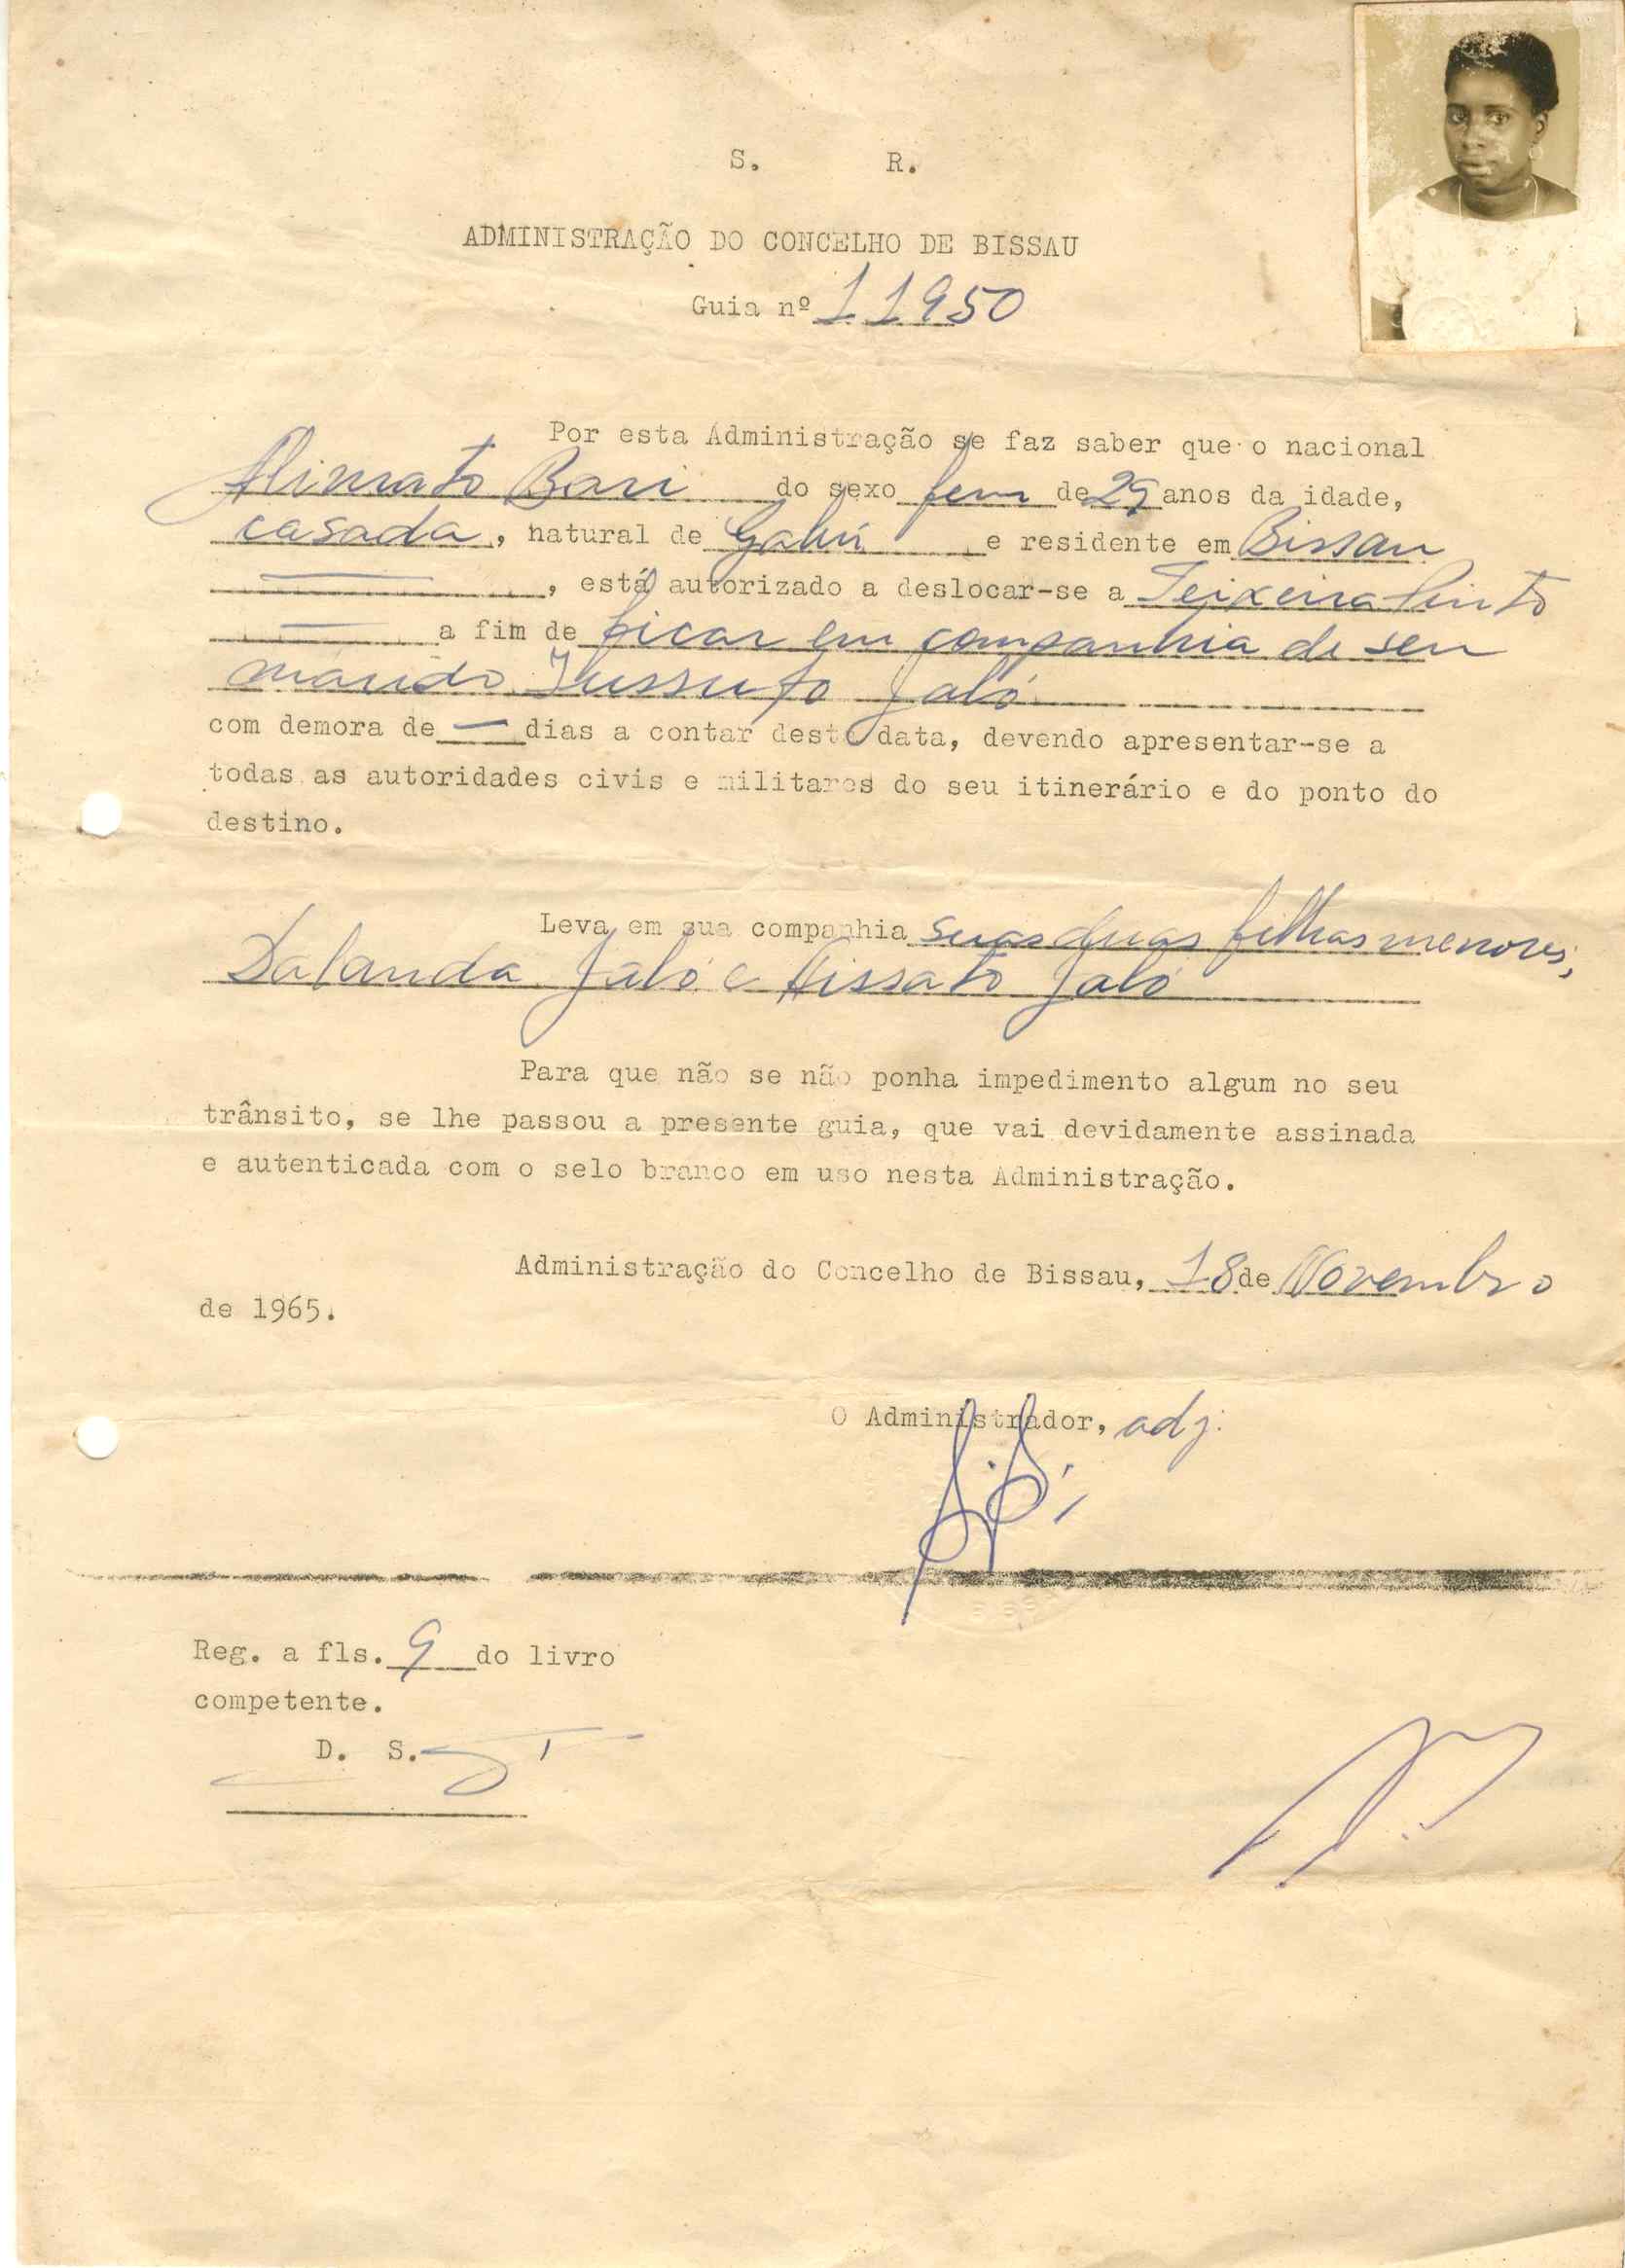 S. R.
ADMINISTRAÇÃO DO CONCELHO DE BISSAU
Guia nº 11950
Por esta Administração se faz saber que o nacional
Alimato Bari do sexo fem de 29 anos da idade,
casada, natural de Gabú e residente em Bissau
, está autorizado a deslocar-se a Teixeira Pinto
a fim de ficar em companhia de seu
marido Iussufo Jaló
com demora de — dias a contar deste data, devendo apresentar-se a
todas as autoridades civis e militares do seu itinerário e do ponto do
destino.
Leva em sua companhia suas duas filhas menores,
Dalanda Jaló e Aissato Jaló
Para que não se não ponha impedimento algum no seu
trânsito, se lhe passou a presente guia, que vai devidamente assinada
e autenticada com o selo branco em uso nesta Administração.
Administração do Concelho de Bissau, 18 de Novembro
de 1965.
O Administrador, adj.
Reg. a fls. 9 do livro
competente.
D. S.